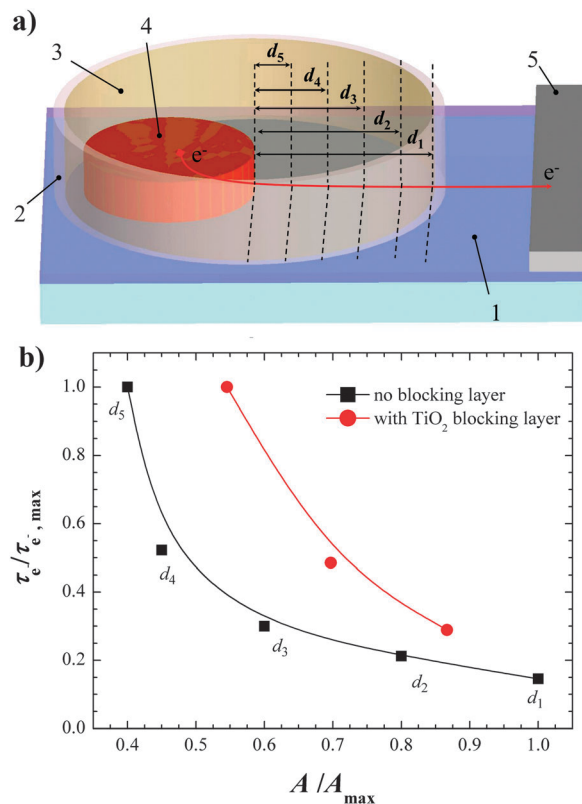 a)
3
4
5
d₅
d₄
d₃
d₂
d₁
e⁻
e⁻
2
1
b)
1.0
0.8
0.6
0.4
0.2
0.0
τₑ/τₑ-, max
no blocking layer
with TiO₂ blocking layer
d₅
d₄
d₃
d₂
d₁
0.4
0.5
0.6
0.7
0.8
0.9
1.0
A/Amax